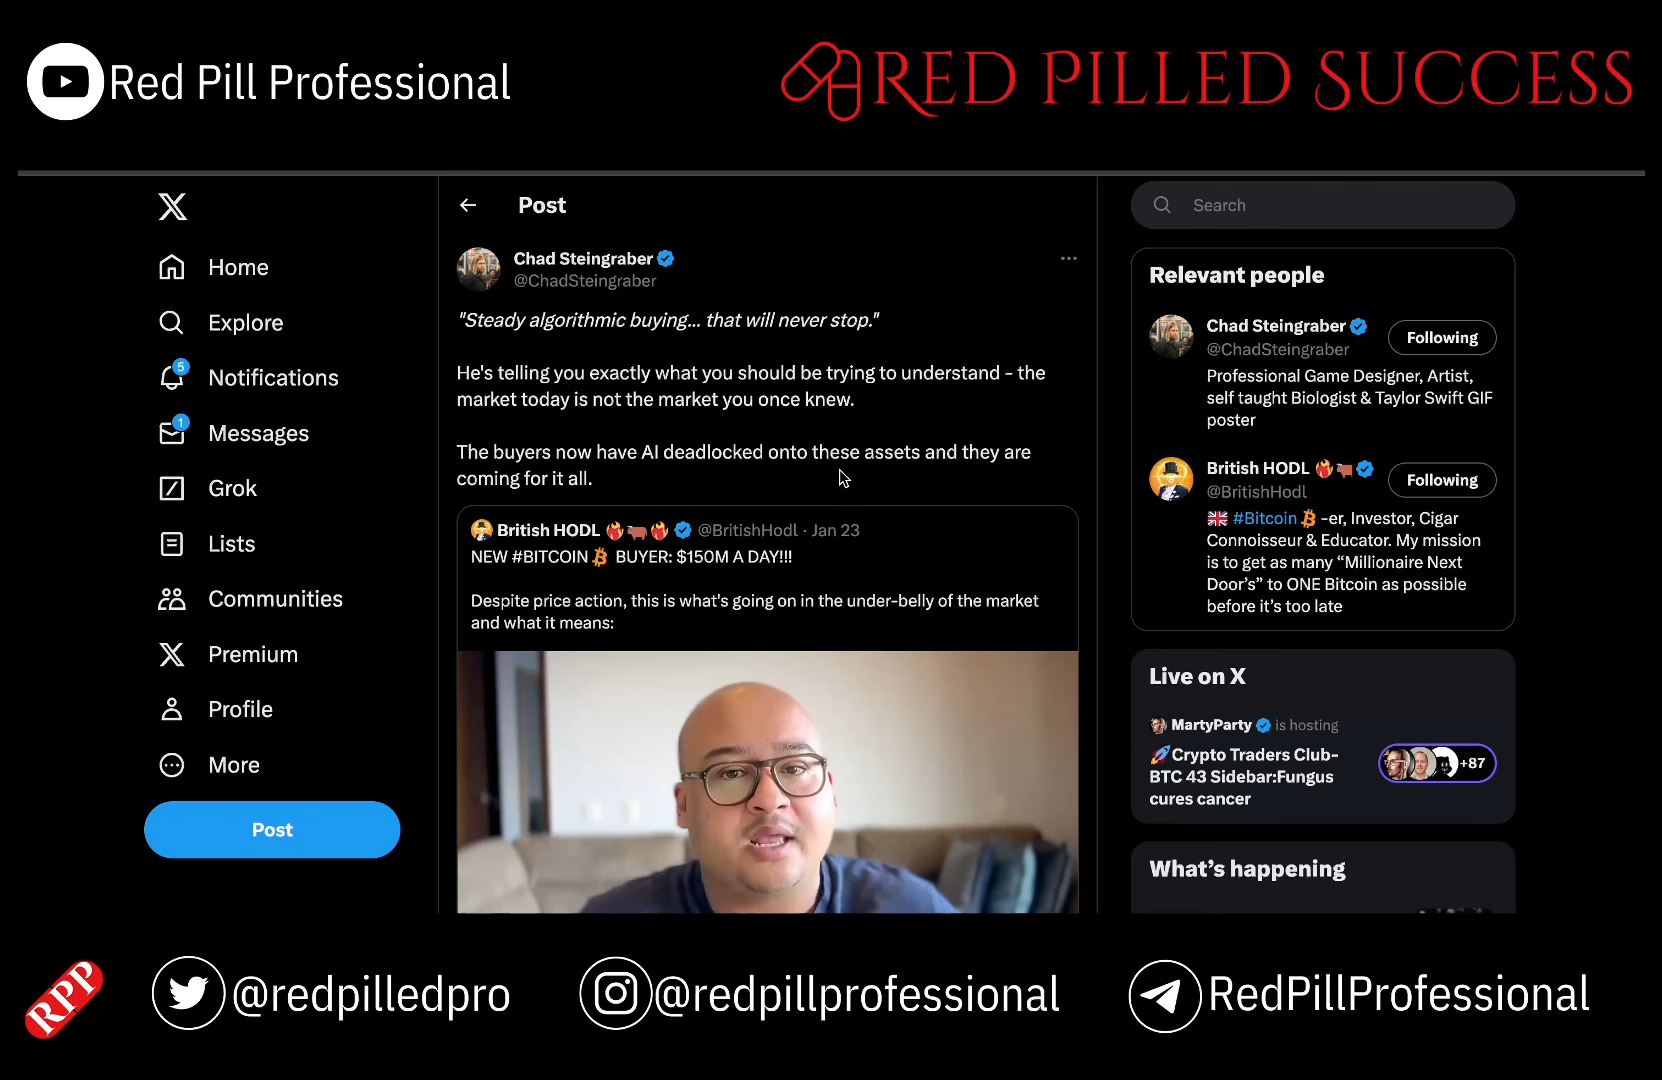 Red Pill Professional
RED PILLED SUCCESS
Home
Explore
5
Notifications
1
Messages
Grok
Lists
Communities
Premium
Profile
More
Post
Post
Chad Steingraber
@ChadSteingraber
"Steady algorithmic buying... that will never stop."
He's telling you exactly what you should be trying to understand - the
market today is not the market you once knew.
The buyers now have AI deadlocked onto these assets and they are
coming for it all.
British HODL @BritishHodl · Jan 23
NEW #BITCOIN BUYER: $150M A DAY!!!
Despite price action, this is what's going on in the under-belly of the market
and what it means:
Search
Relevant people
Chad Steingraber
@ChadSteingraber
Following
Professional Game Designer, Artist,
self taught Biologist & Taylor Swift GIF
poster
British HODL
@BritishHodl
Following
#Bitcoin -er, Investor, Cigar
Connoisseur & Educator. My mission
is to get as many “Millionaire Next
Door’s” to ONE Bitcoin as possible
before it’s too late
Live on X
MartyParty is hosting
Crypto Traders Club-
BTC 43 Sidebar:Fungus
cures cancer
+87
What’s happening
RPP
@redpilledpro
@redpillprofessional
RedPillProfessional